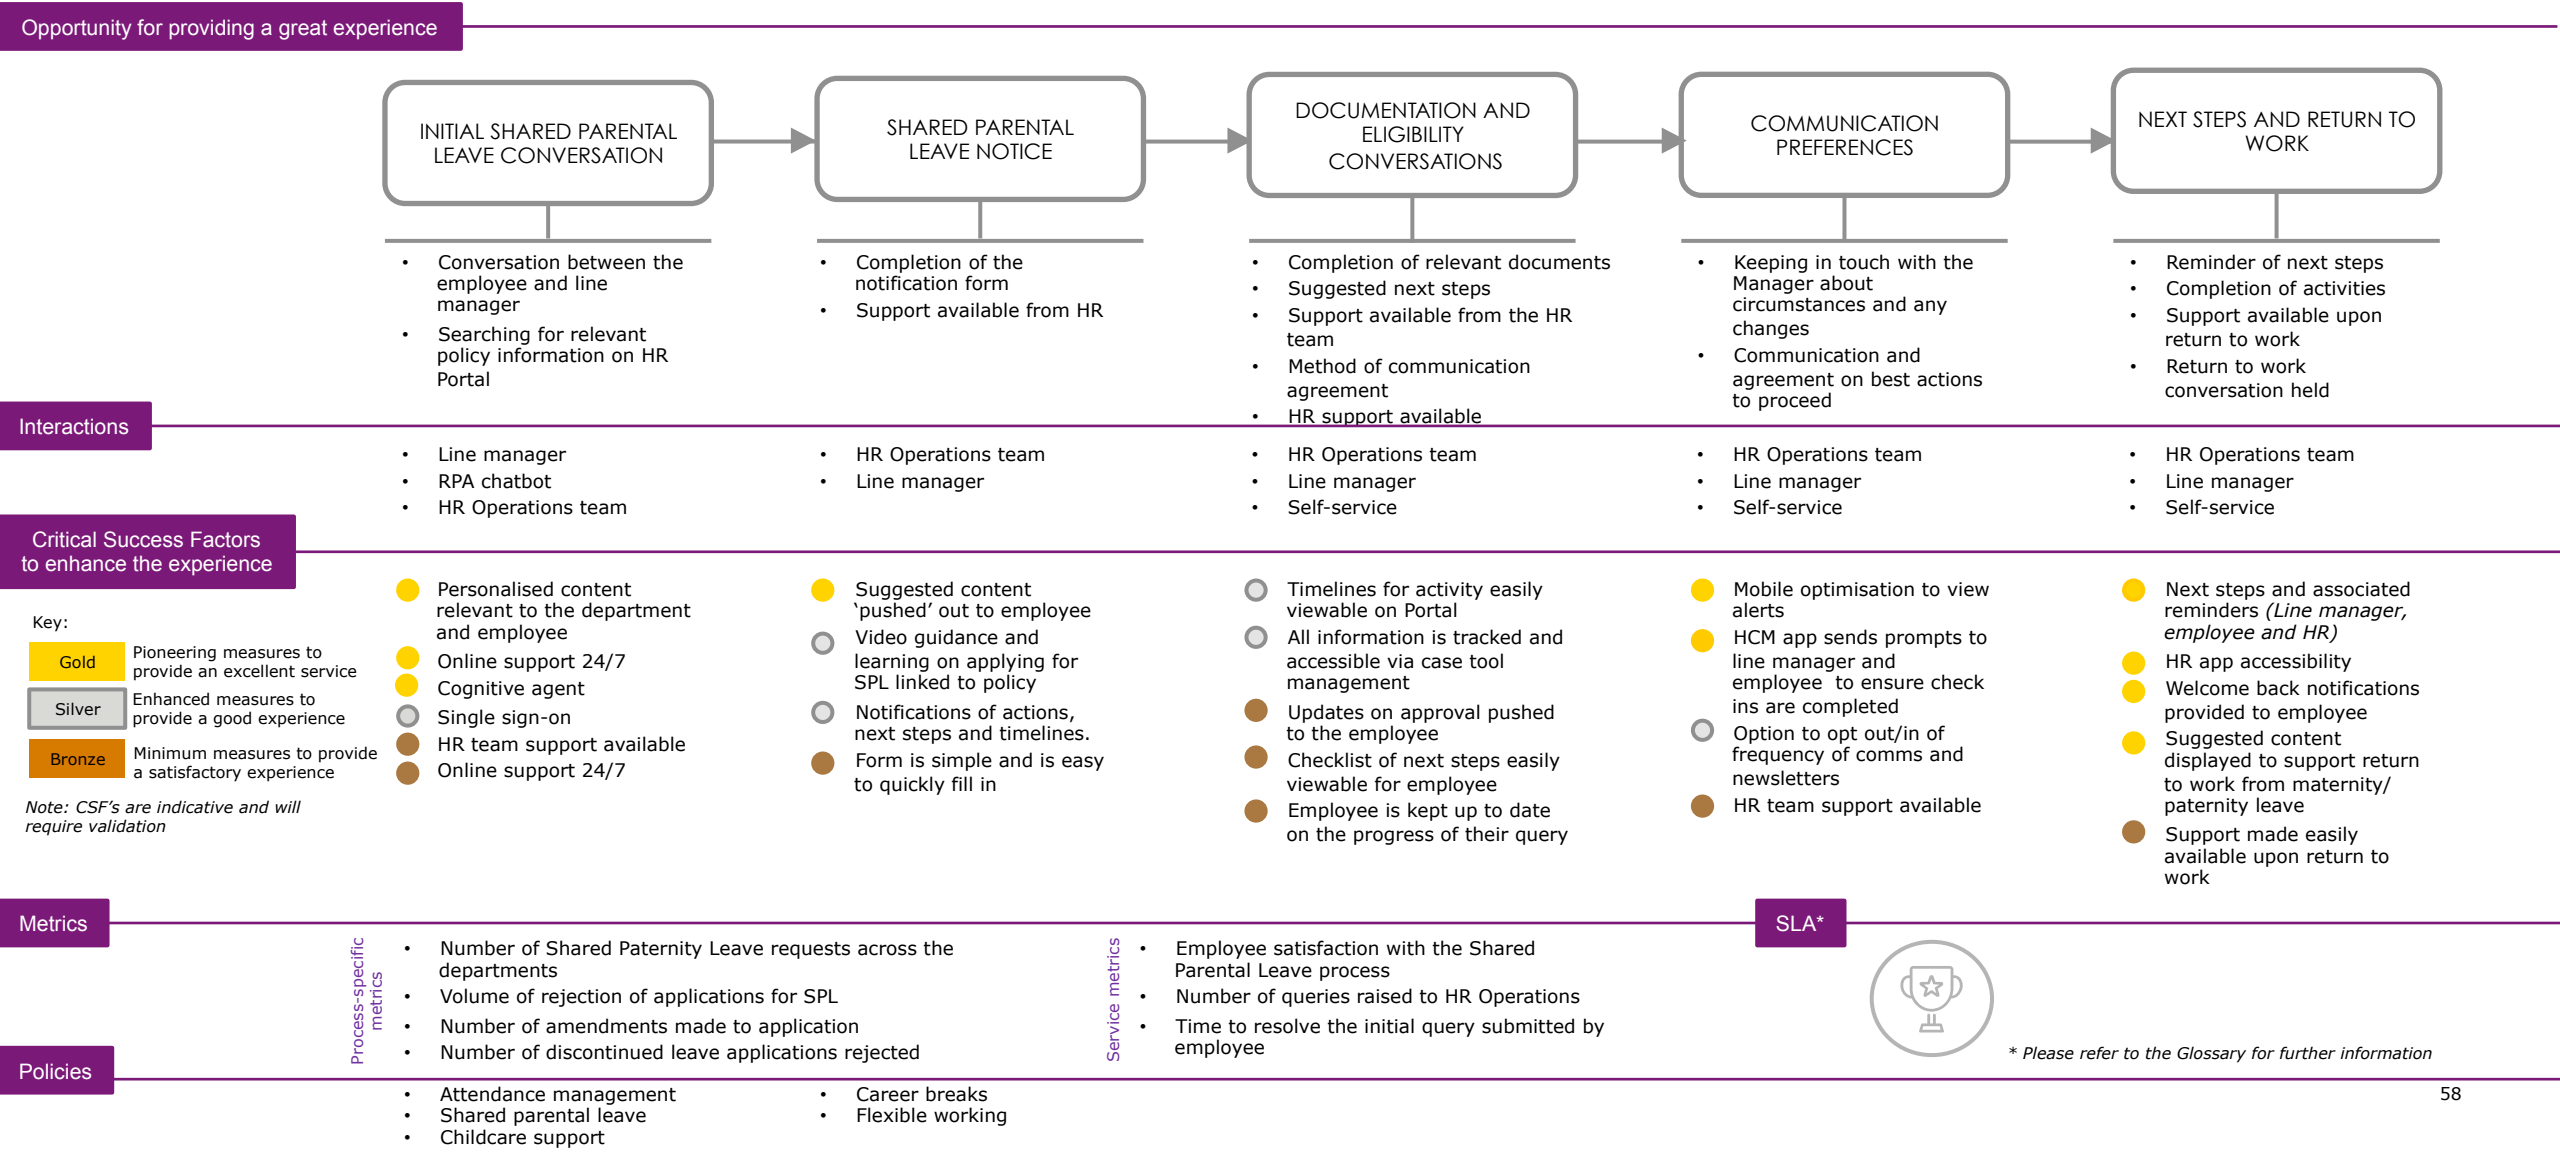 Opportunity for providing a great experience
INITIAL SHARED PARENTAL
LEAVE CONVERSATION
SHARED PARENTAL
LEAVE NOTICE
DOCUMENTATION AND
ELIGIBILITY
CONVERSATIONS
COMMUNICATION
PREFERENCES
NEXT STEPS AND RETURN TO
WORK
• Conversation between the
employee and line
manager
• Searching for relevant
policy information on HR
Portal
• Completion of the
notification form
• Support available from HR
• Completion of relevant documents
• Suggested next steps
• Support available from the HR
team
• Method of communication
agreement
• HR support available
• Keeping in touch with the
Manager about
circumstances and any
changes
• Communication and
agreement on best actions
to proceed
• Reminder of next steps
• Completion of activities
• Support available upon
return to work
• Return to work
conversation held
Interactions
• Line manager
• RPA chatbot
• HR Operations team
• HR Operations team
• Line manager
• HR Operations team
• Line manager
• Self-service
• HR Operations team
• Line manager
• Self-service
• HR Operations team
• Line manager
• Self-service
Critical Success Factors
to enhance the experience
Key:
Gold
Pioneering measures to
provide an excellent service
Silver
Enhanced measures to
provide a good experience
Bronze
Minimum measures to provide
a satisfactory experience
Note: CSF’s are indicative and will
require validation
Personalised content
relevant to the department
and employee
Online support 24/7
Cognitive agent
Single sign-on
HR team support available
Online support 24/7
Suggested content
‘pushed’ out to employee
Video guidance and
learning on applying for
SPL linked to policy
Notifications of actions,
next steps and timelines.
Form is simple and is easy
to quickly fill in
Timelines for activity easily
viewable on Portal
All information is tracked and
accessible via case tool
management
Updates on approval pushed
to the employee
Checklist of next steps easily
viewable for employee
Employee is kept up to date
on the progress of their query
Mobile optimisation to view
alerts
HCM app sends prompts to
line manager and
employee to ensure check
ins are completed
Option to opt out/in of
frequency of comms and
newsletters
HR team support available
Next steps and associated
reminders (Line manager,
employee and HR)
HR app accessibility
Welcome back notifications
provided to employee
Suggested content
displayed to support return
to work from maternity/
paternity leave
Support made easily
available upon return to
work
Metrics
Process-specific
metrics
• Number of Shared Paternity Leave requests across the
departments
• Volume of rejection of applications for SPL
• Number of amendments made to application
• Number of discontinued leave applications rejected
Service metrics
• Employee satisfaction with the Shared
Parental Leave process
• Number of queries raised to HR Operations
• Time to resolve the initial query submitted by
employee
SLA*
* Please refer to the Glossary for further information
Policies
• Attendance management
• Shared parental leave
• Childcare support
• Career breaks
• Flexible working
58